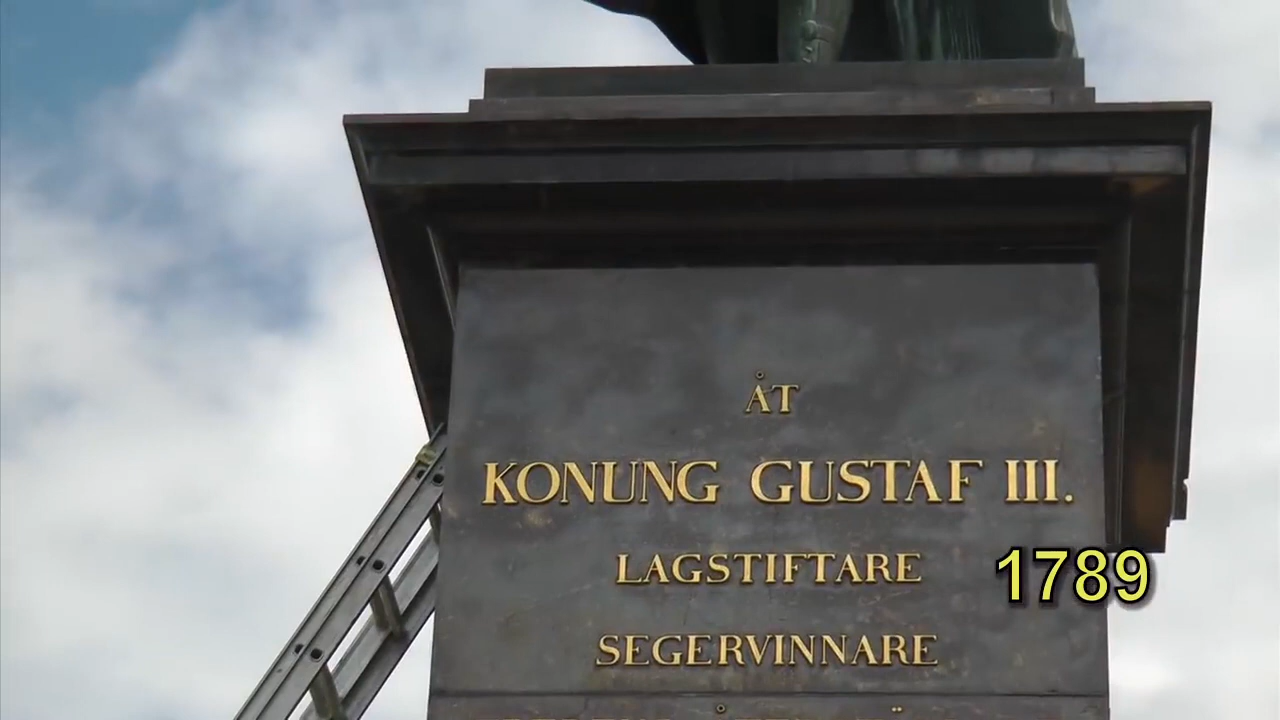 ÅT
KONUNG GUSTAF III.
LAGSTIFTARE
1789
SEGERVINNARE